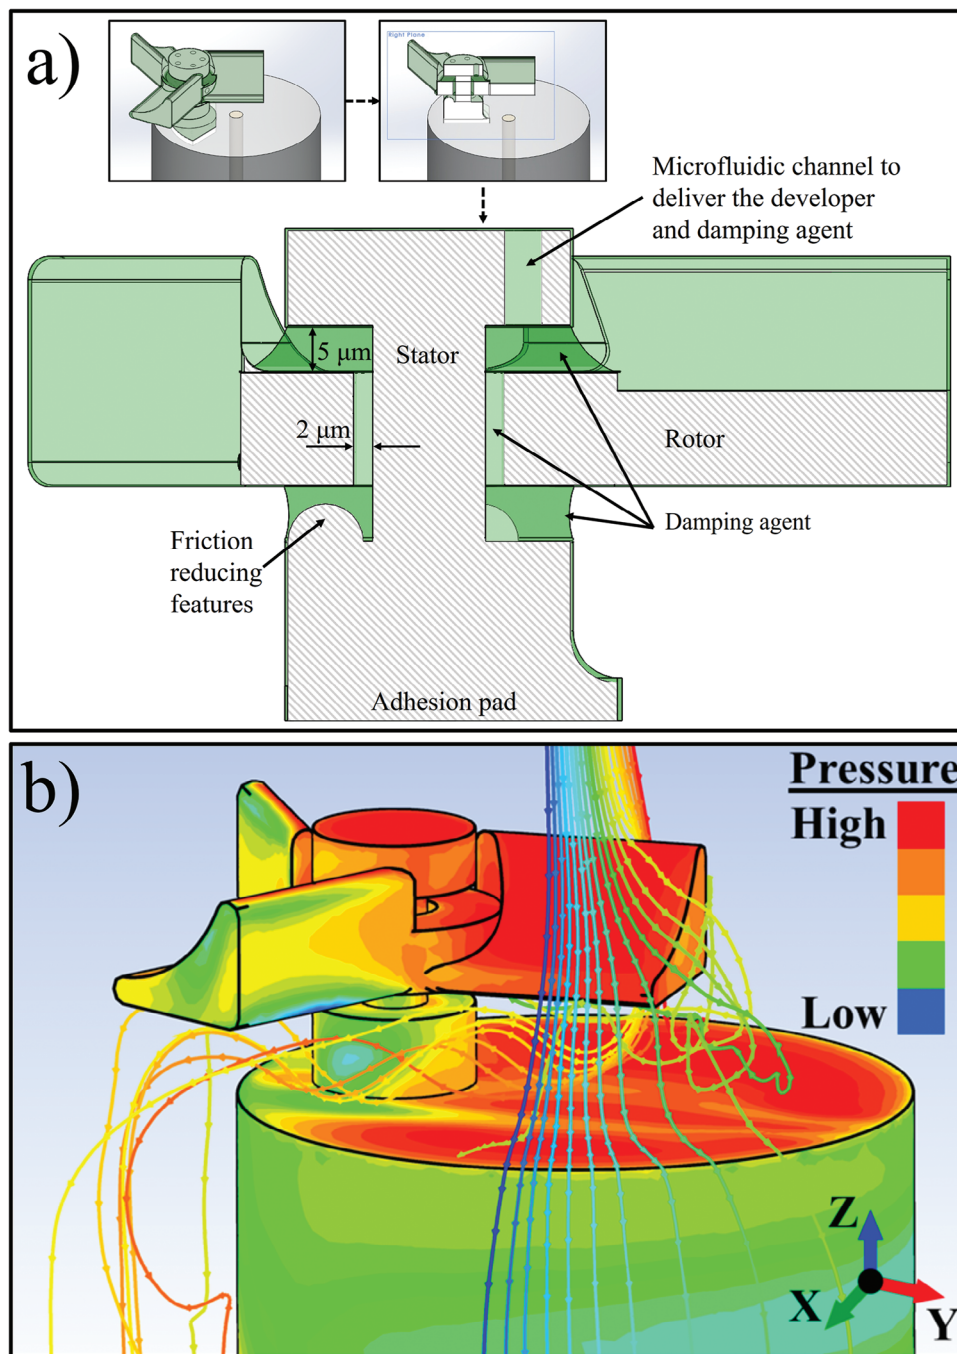 a)
Right Plane
Microfluidic channel to
deliver the developer
and damping agent
5 μm
Stator
2 μm
Rotor
Damping agent
Friction
reducing
features
Adhesion pad
b)
Pressure
High
Low
Z
X
Y